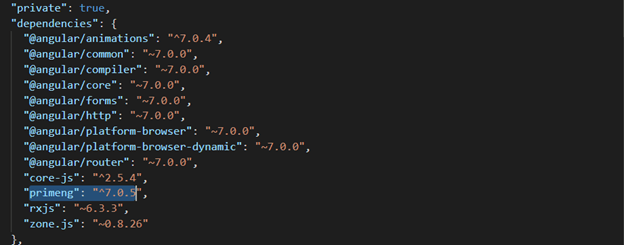 "private": true,
"dependencies": {
"@angular/animations": "^7.0.4",
"@angular/common": "~7.0.0",
"@angular/compiler": "~7.0.0",
"@angular/core": "~7.0.0",
"@angular/forms": "~7.0.0",
"@angular/http": "~7.0.0",
"@angular/platform-browser": "~7.0.0",
"@angular/platform-browser-dynamic": "~7.0.0",
"@angular/router": "~7.0.0",
"core-js": "^2.5.4",
"primeng": "^7.0.5",
"rxjs": "~6.3.3",
"zone.js": "~0.8.26"
},